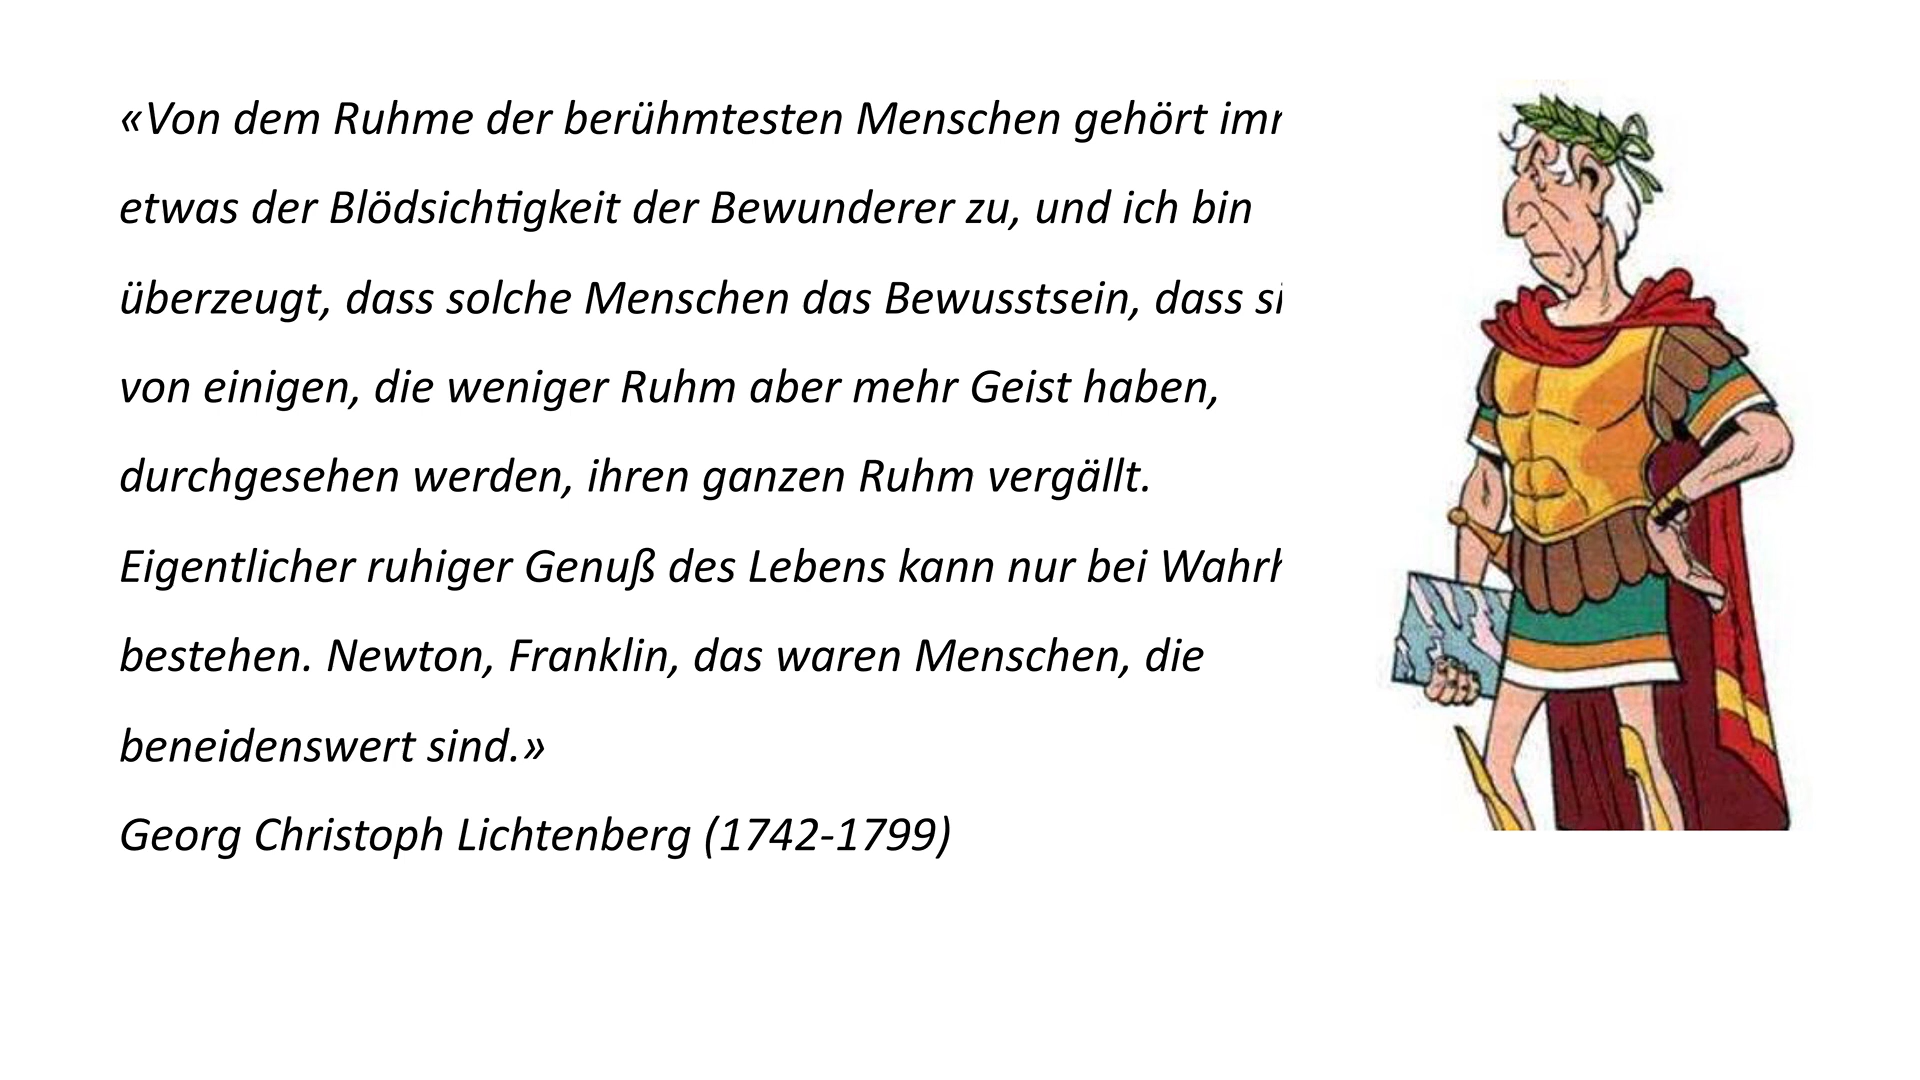 «Von dem Ruhme der berühmtesten Menschen gehört
etwas der Blödsichtigkeit der Bewunderer zu, und ich bin
überzeugt, dass solche Menschen das Bewusstsein, dass
von einigen, die weniger Ruhm aber mehr Geist haben,
durchgesehen werden, ihren ganzen Ruhm vergällt.
Eigentlicher ruhiger Genuß des Lebens kann nur bei
bestehen. Newton, Franklin, das waren Menschen, die
beneidenswert sind.»
Georg Christoph Lichtenberg (1742-1799)